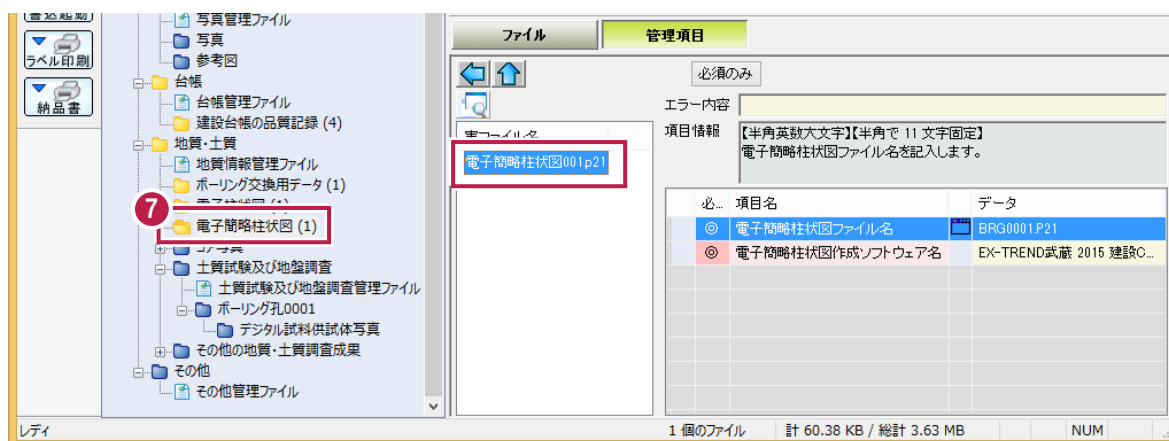 ラベル印刷
納品書
写真管理ファイル
写真
参考図
台帳
台帳管理ファイル
建設台帳の品質記録 (4)
地質・土質
地質情報管理ファイル
ボーリング交換用データ (1)
7
電子簡略柱状図 (1)
土質試験及び地盤調査
土質試験及び地盤調査管理ファイル
ボーリング孔0001
デジタル試料供試体写真
その他の地質・土質調査成果
その他
その他管理ファイル
ファイル
管理項目
必須のみ
エラー内容
項目情報
【半角英数大文字】【半角で 11 文字固定】
電子簡略柱状図ファイル名を記入します。
実ファイル名
電子簡略柱状図001p21
必... 項目名 データ
◎ 電子簡略柱状図ファイル名 BRG0001.P21
◎ 電子簡略柱状図作成ソフトウェア名 EX-TREND武蔵 2015 建設C...
レディ
1 個のファイル 計 60.38 KB / 総計 3.63 MB NUM